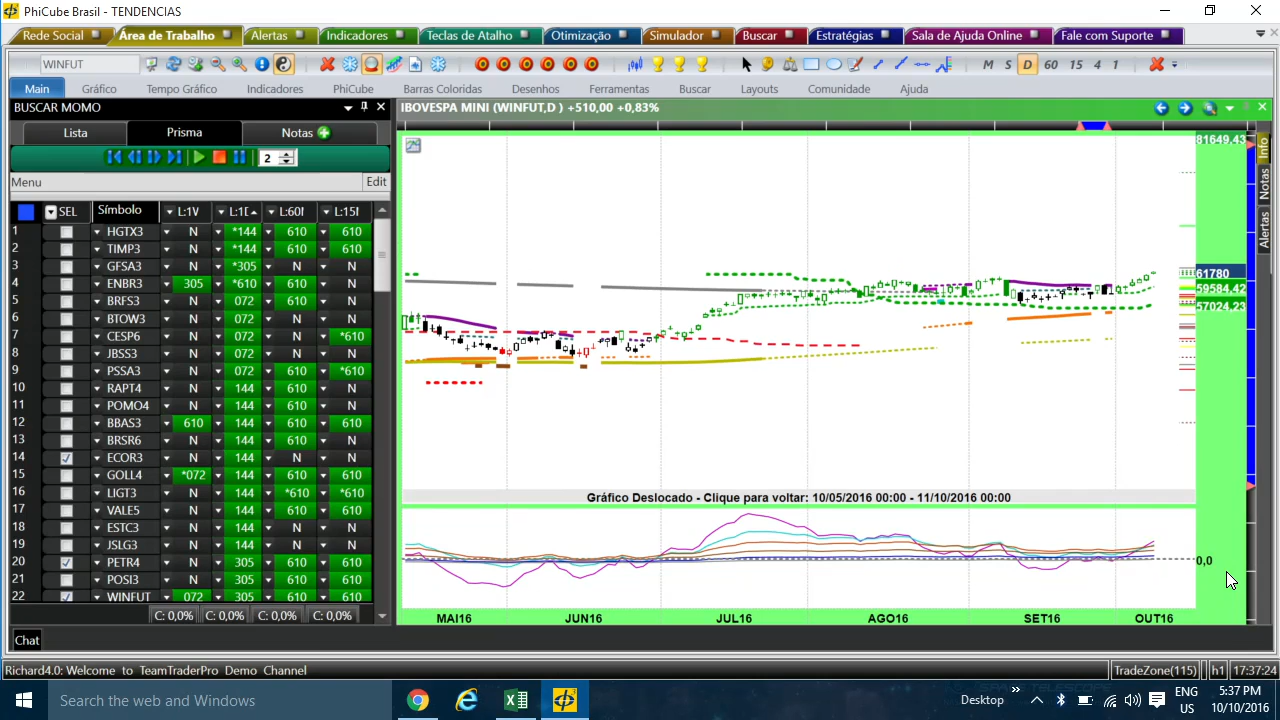 PhiCube Brasil - TENDENCIAS
Rede Social Área de Trabalho Alertas Indicadores Teclas de Atalho Otimização Simulador Buscar Estratégias Sala de Ajuda Online Fale com Suporte
WINFUT M S D 60 15 4 1
Main Gráfico Tempo Gráfico Indicadores PhiCube Barras Coloridas Desenhos Ferramentas Buscar Layouts Comunidade Ajuda
BUSCAR MOMO
IBOVESPA MINI (WINFUT,D ) +510,00 +0,83%
Lista Prisma Notas
2
Menu Edit
SEL Símbolo
1 HGTX3 N *144 610 610
2 TIMP3 N *144 610 610
3 GFSA3 N *305 N N
4 ENBR3 305 *610 610 N
5 BRFS3 N 072 610 N
6 BTOW3 N 072 N N
7 CESP6 N 072 N *610
8 IBSS3 N 072 N N
9 PSSA3 N 072 610 *610
10 RAPT4 N 144 610 N
11 POMO4 N 144 610 N
12 BBAS3 610 144 610 610
13 BRSR6 N 144 610 N
14 ECOR3 N 144 N N
15 GOLL4 *072 144 610 610
16 LIGT3 N 144 *610 *610
17 VALE5 N 144 610 610
18 ESTC3 N 144 N N
19 JSLG3 N 144 N N
20 PETR4 N 305 610 610
21 POSI3 N 305 610 N
22 WINFUT 072 305 610 610
C: 0,0% C: 0,0% C: 0,0% C: 0,0%
81649.43
61780
59584.42
57024.23
Info
Notas
Alertas
Gráfico Deslocado - Clique para voltar: 10/05/2016 00:00 - 11/10/2016 00:00
0,0
MAI16 JUN16 JUL16 AGO16 SET16 OUT16
Chat
Richard4.0: Welcome to TeamTraderPro Demo Channel
TradeZone(115) h1 17:37:24
Search the web and Windows
Desktop
ENG
US
5:37 PM
10/10/2016